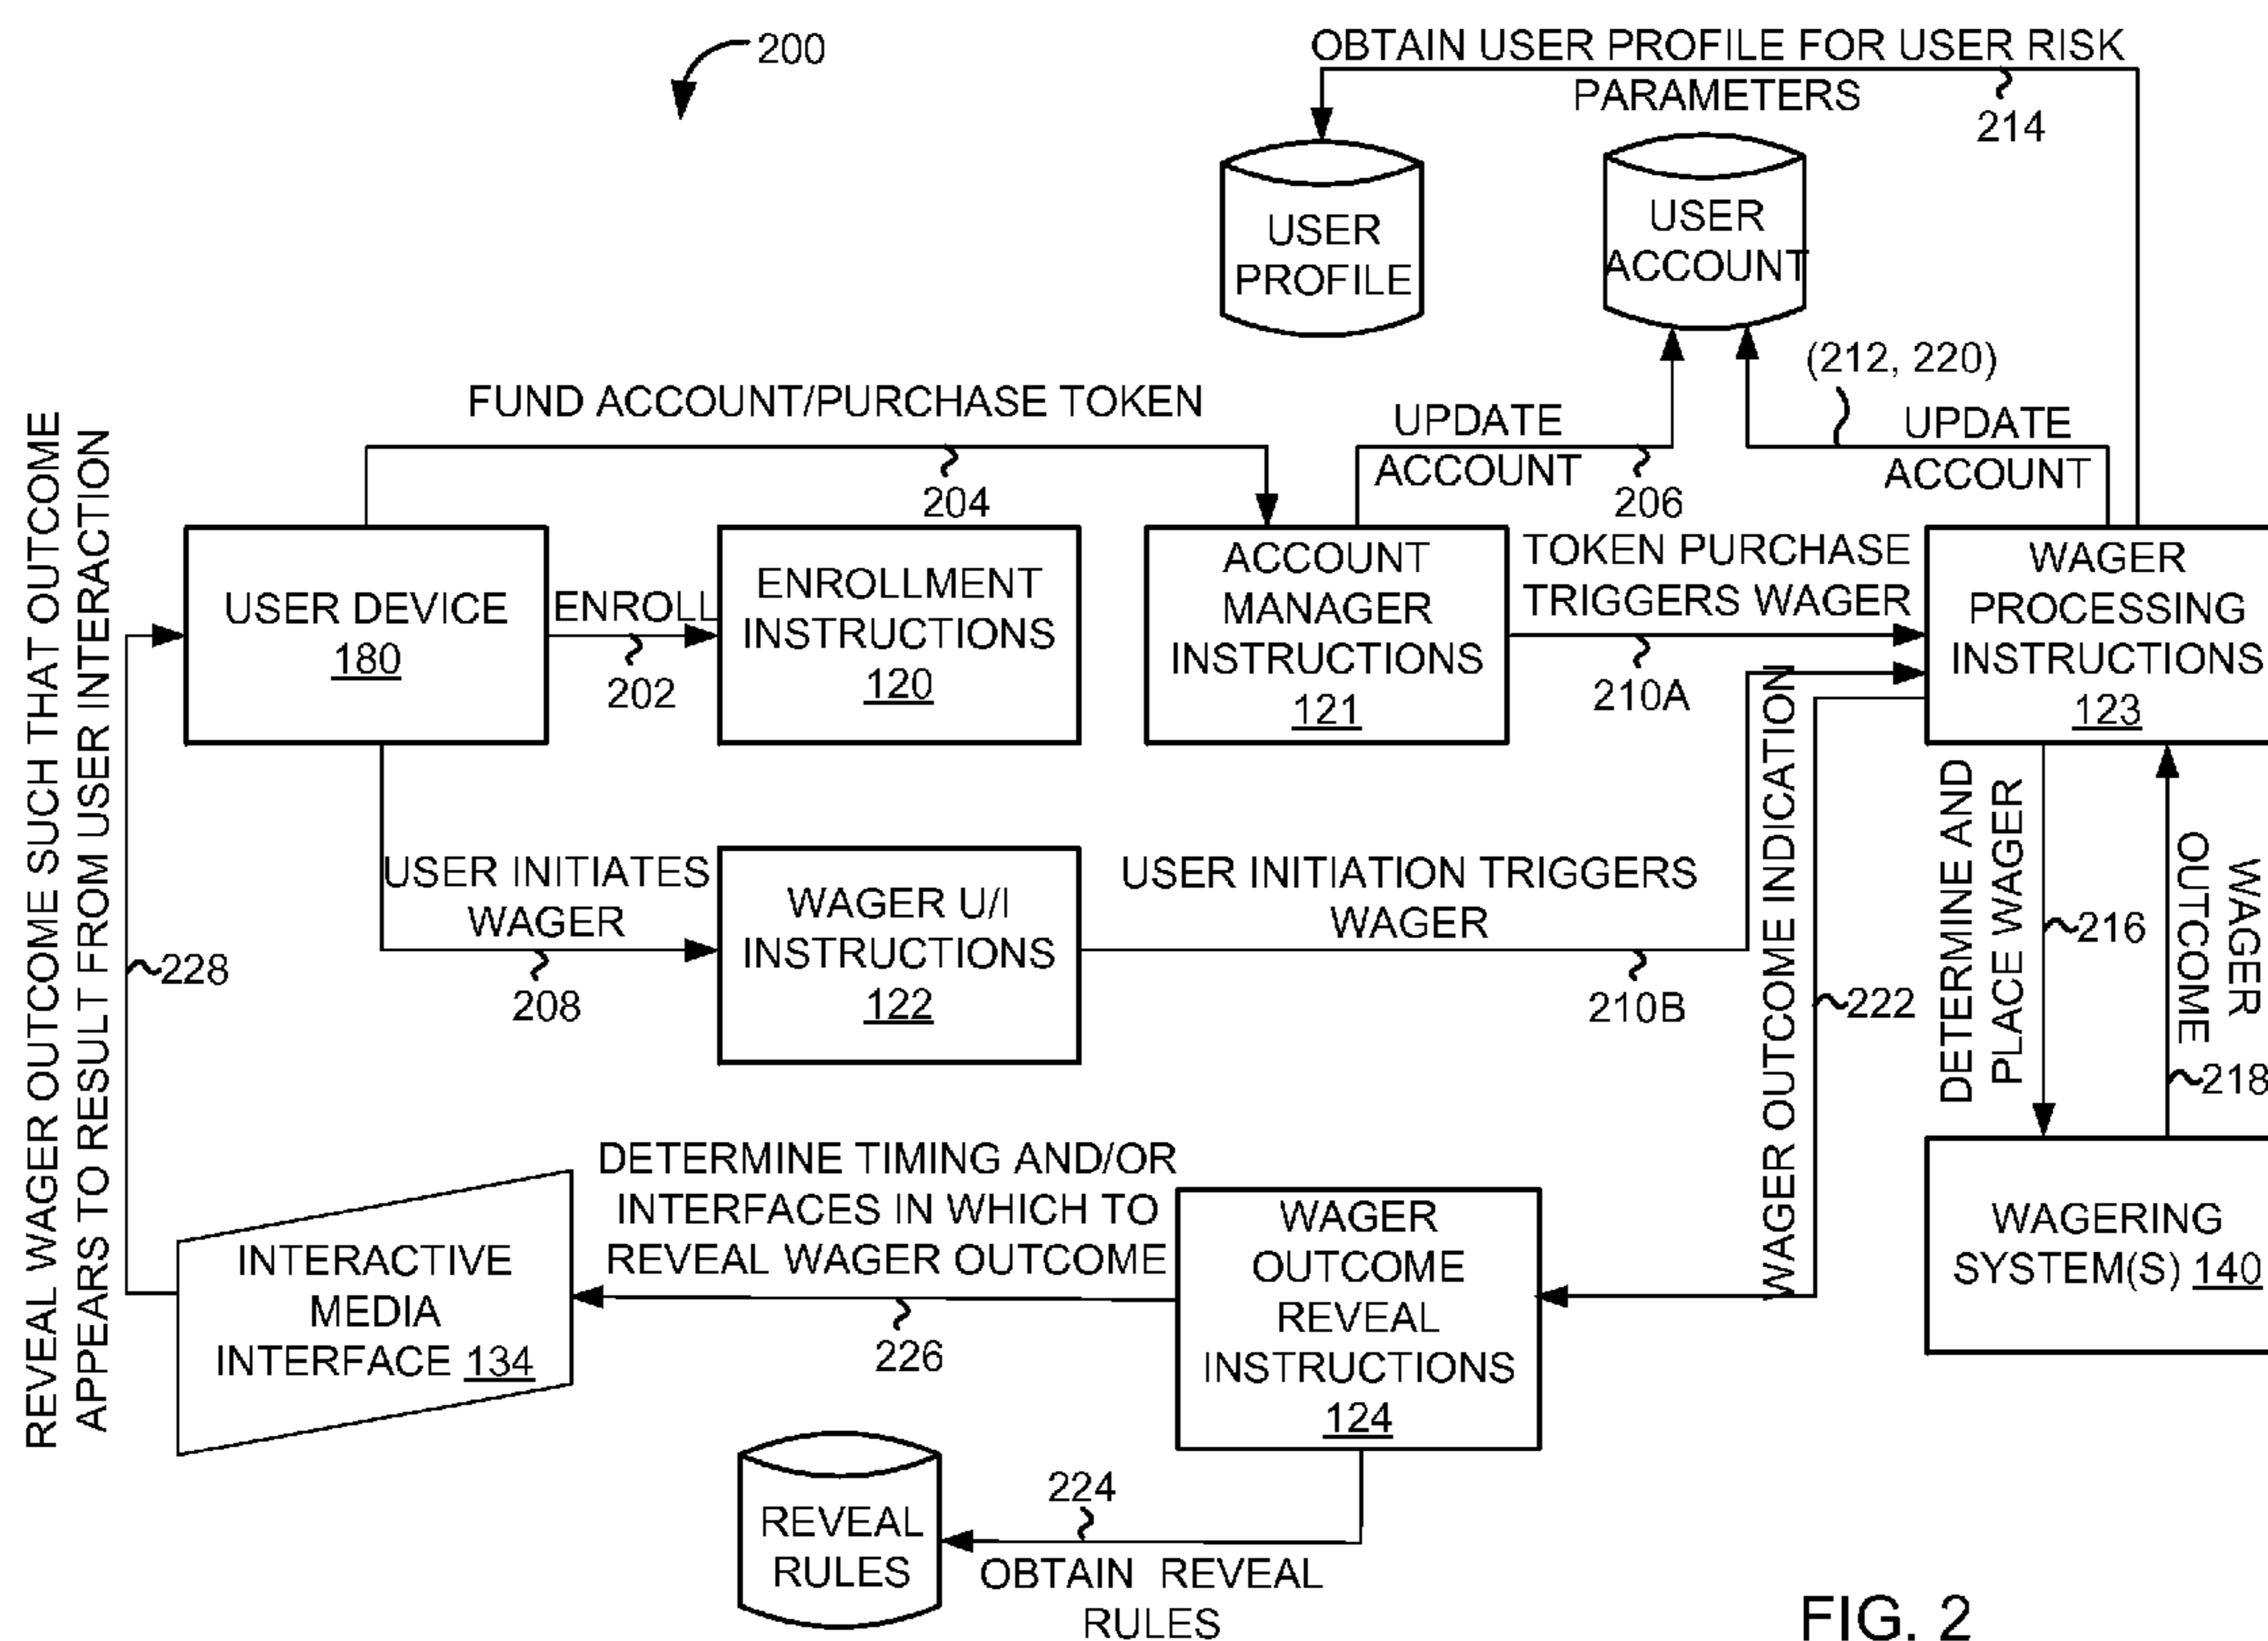 200
OBTAIN USER PROFILE FOR USER RISK
PARAMETERS
214
USER
PROFILE
USER
ACCOUNT
(212, 220)
FUND ACCOUNT/PURCHASE TOKEN
204
UPDATE
ACCOUNT
206
UPDATE
ACCOUNT
USER DEVICE
180
ENROLL
202
ENROLLMENT
INSTRUCTIONS
120
ACCOUNT
MANAGER
INSTRUCTIONS
121
TOKEN PURCHASE
TRIGGERS WAGER
210A
WAGER
PROCESSING
INSTRUCTIONS
123
REVEAL WAGER OUTCOME SUCH THAT OUTCOME
APPEARS TO RESULT FROM USER INTERACTION
228
USER INITIATES
WAGER
208
WAGER U/I
INSTRUCTIONS
122
USER INITIATION TRIGGERS
WAGER
210B
WAGER OUTCOME INDICATION
222
DETERMINE AND
PLACE WAGER
216
WAGER
OUTCOME
218
WAGERING
SYSTEM(S) 140
DETERMINE TIMING AND/OR
INTERFACES IN WHICH TO
REVEAL WAGER OUTCOME
226
INTERACTIVE
MEDIA
INTERFACE 134
WAGER
OUTCOME
REVEAL
INSTRUCTIONS
124
REVEAL
RULES
224
OBTAIN REVEAL
RULES
FIG. 2